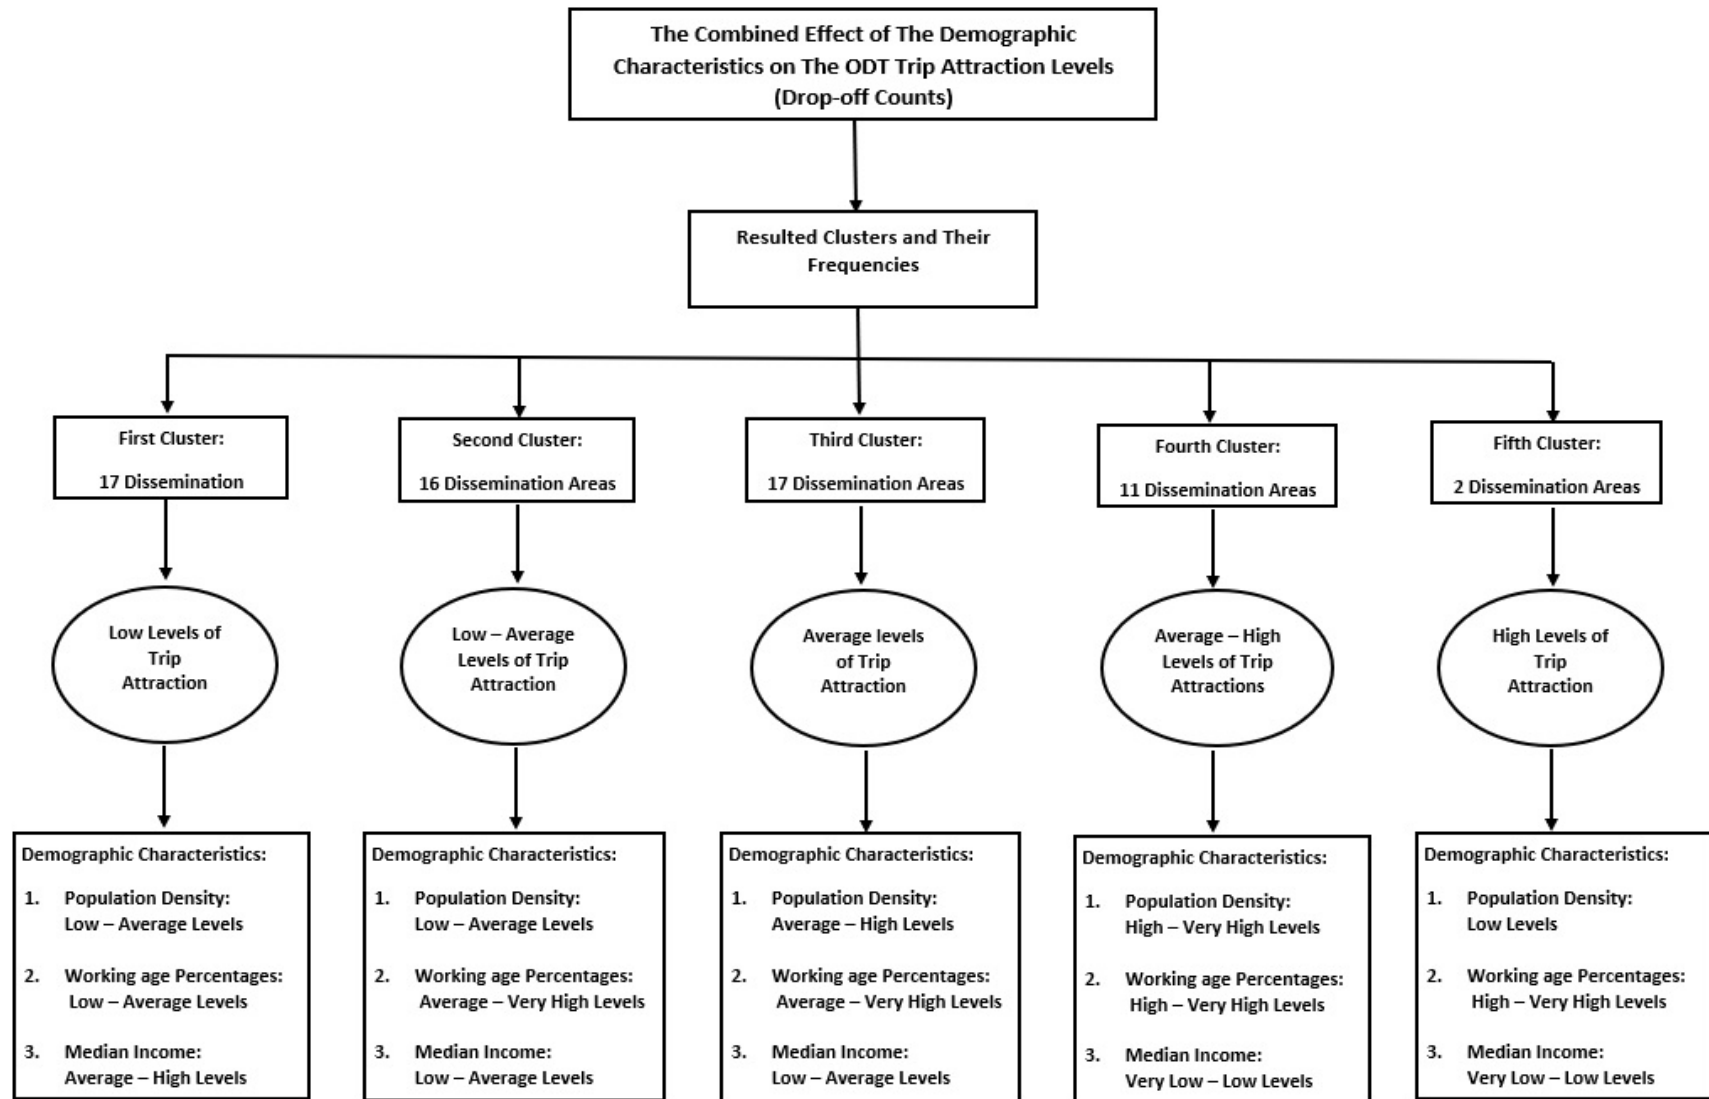 The Combined Effect of The Demographic
Characteristics on The ODT Trip Attraction Levels
(Drop-off Counts)
Resulted Clusters and Their
Frequencies
First Cluster:
17 Dissemination
Second Cluster:
16 Dissemination Areas
Third Cluster:
17 Dissemination Areas
Fourth Cluster:
11 Dissemination Areas
Fifth Cluster:
2 Dissemination Areas
Low Levels of
Trip
Attraction
Low – Average
Levels of Trip
Attraction
Average levels
of Trip
Attraction
Average – High
Levels of Trip
Attractions
High Levels of
Trip
Attraction
Demographic Characteristics:
1. Population Density:
Low – Average Levels
2. Working age Percentages:
Low – Average Levels
3. Median Income:
Average – High Levels
Demographic Characteristics:
1. Population Density:
Low – Average Levels
2. Working age Percentages:
Average – Very High Levels
3. Median Income:
Low – Average Levels
Demographic Characteristics:
1. Population Density:
Average – High Levels
2. Working age Percentages:
Average – Very High Levels
3. Median Income:
Low – Average Levels
Demographic Characteristics:
1. Population Density:
High – Very High Levels
2. Working age Percentages:
High – Very High Levels
3. Median Income:
Very Low – Low Levels
Demographic Characteristics:
1. Population Density:
Low Levels
2. Working age Percentages:
High – Very High Levels
3. Median Income:
Very Low – Low Levels